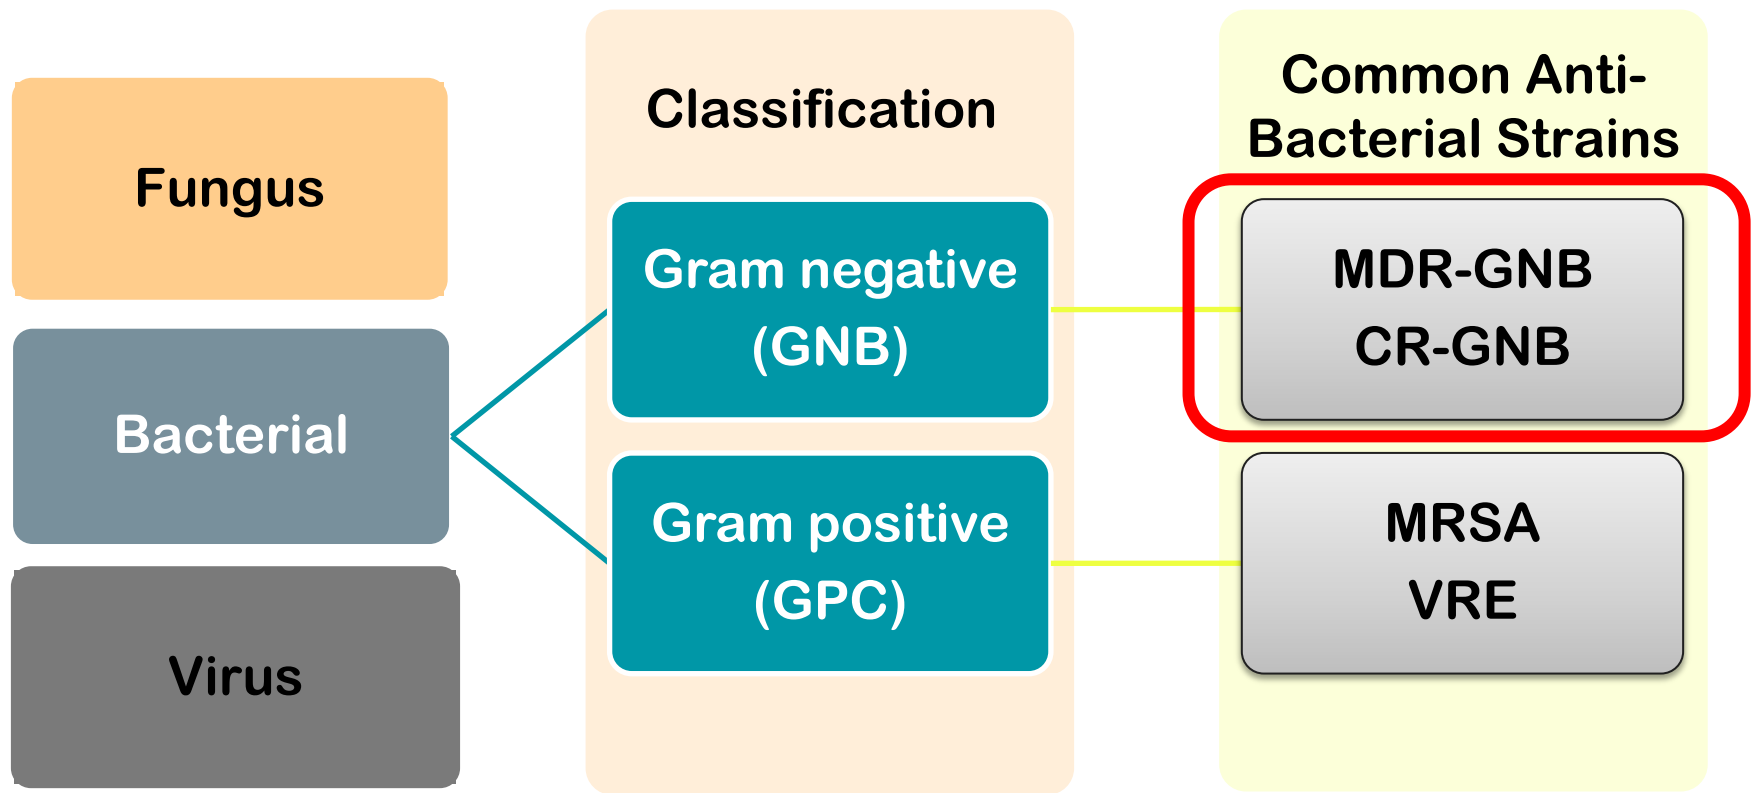 Fungus
Bacterial
Virus
Classification
Gram negative
(GNB)
Gram positive
(GPC)
Common Anti-
Bacterial Strains
MDR-GNB
CR-GNB
MRSA
VRE